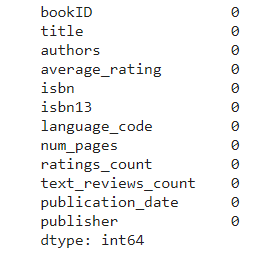 bookID 0
title 0
authors 0
average_rating 0
isbn 0
isbn13 0
language_code 0
num_pages 0
ratings_count 0
text_reviews_count 0
publication_date 0
publisher 0
dtype: int64